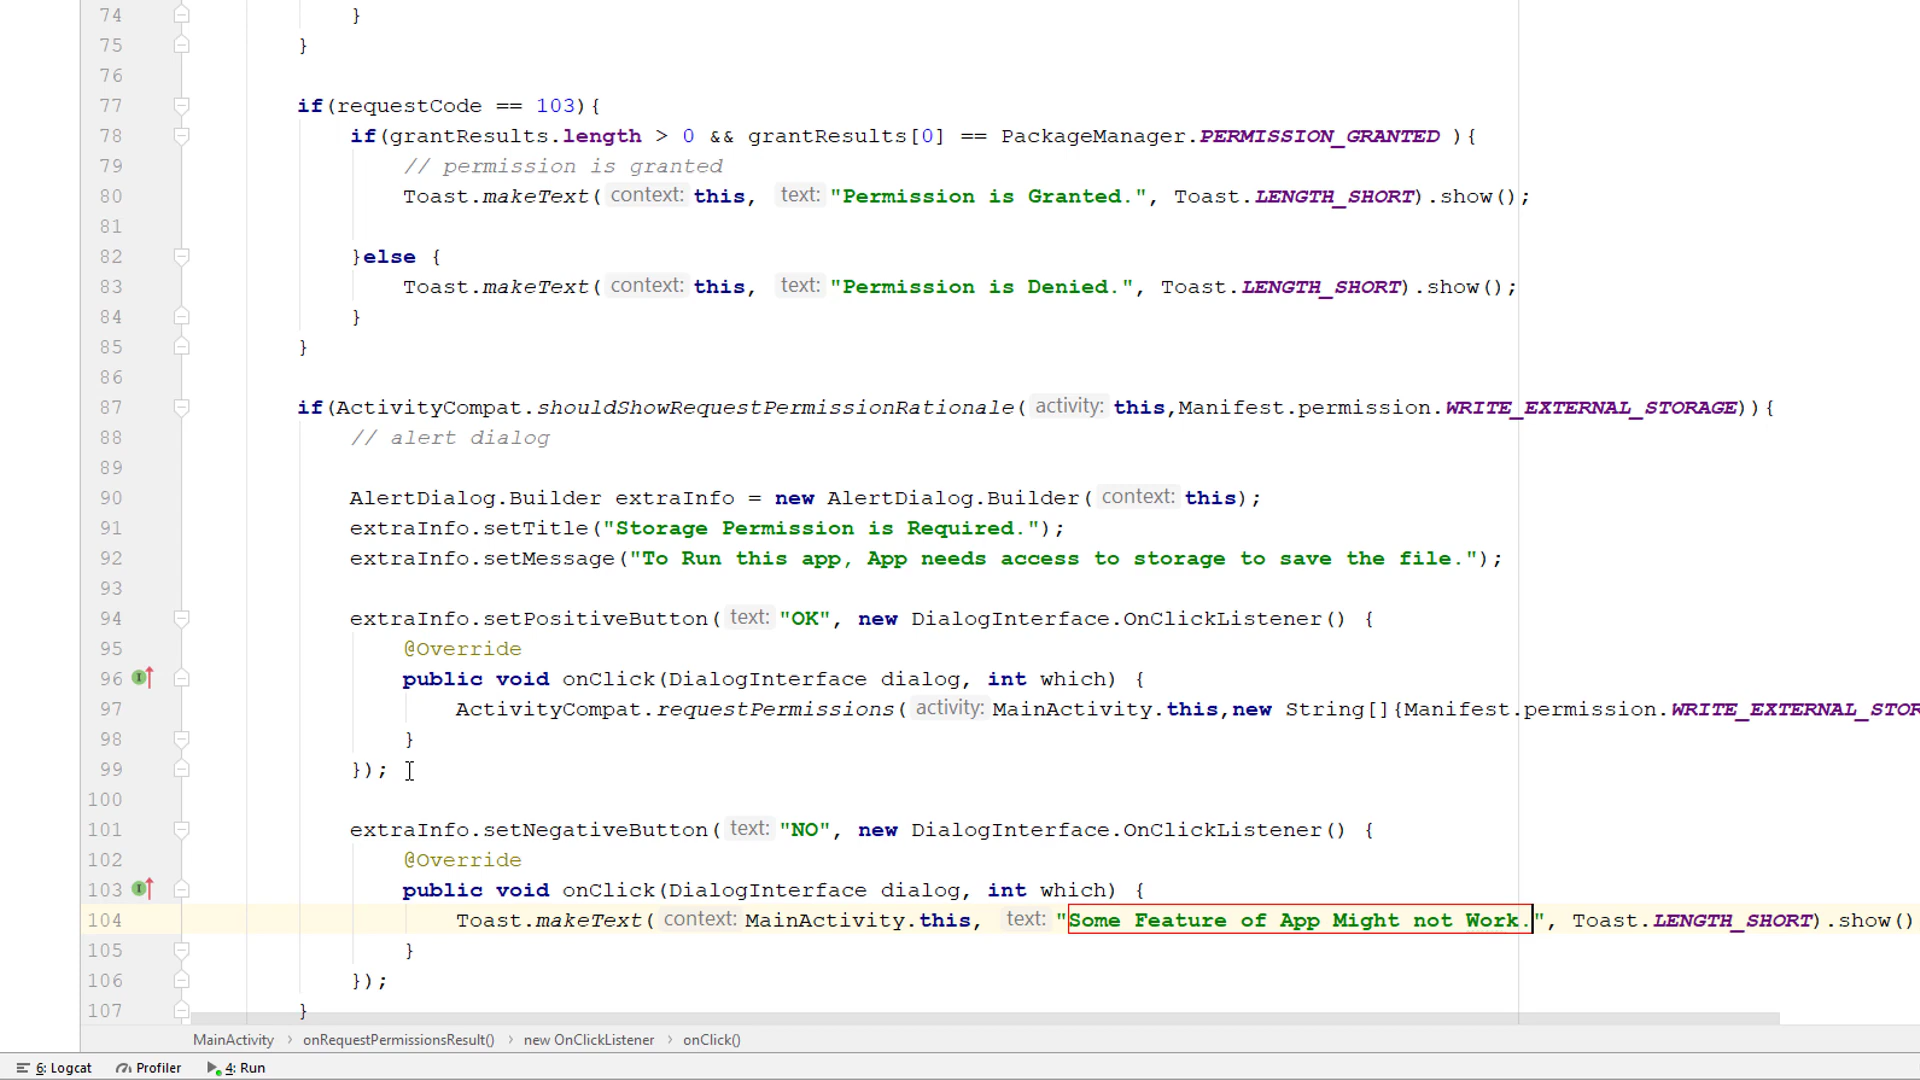 74 }
75 }
76
77 if(requestCode == 103){
78 if(grantResults.length > 0 && grantResults[0] == PackageManager.PERMISSION_GRANTED ){
79 // permission is granted
80 Toast.makeText( context: this, text: "Permission is Granted.", Toast.LENGTH_SHORT).show();
81
82 }else {
83 Toast.makeText( context: this, text: "Permission is Denied.", Toast.LENGTH_SHORT).show();
84 }
85 }
86
87 if(ActivityCompat.shouldShowRequestPermissionRationale( activity: this,Manifest.permission.WRITE_EXTERNAL_STORAGE)){
88 // alert dialog
89
90 AlertDialog.Builder extraInfo = new AlertDialog.Builder( context: this);
91 extraInfo.setTitle("Storage Permission is Required.");
92 extraInfo.setMessage("To Run this app, App needs access to storage to save the file.");
93
94 extraInfo.setPositiveButton( text: "OK", new DialogInterface.OnClickListener() {
95 @Override
96 public void onClick(DialogInterface dialog, int which) {
97 ActivityCompat.requestPermissions( activity: MainActivity.this,new String[]{Manifest.permission.WRITE_EXTERNAL_STOR
98 }
99 });
100
101 extraInfo.setNegativeButton( text: "NO", new DialogInterface.OnClickListener() {
102 @Override
103 public void onClick(DialogInterface dialog, int which) {
104 Toast.makeText( context: MainActivity.this, text: "Some Feature of App Might not Work.", Toast.LENGTH_SHORT).show()
105 }
106 });
107 }
MainActivity › onRequestPermissionsResult() › new OnClickListener › onClick()
6: Logcat Profiler 4: Run